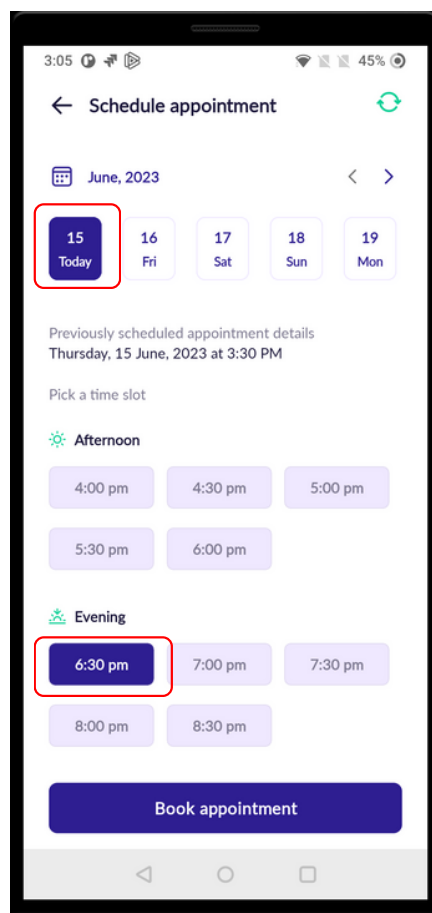 3:05 45%
Schedule appointment
June, 2023
15 16 17 18 19
Today Fri Sat Sun Mon
Previously scheduled appointment details
Thursday, 15 June, 2023 at 3:30 PM
Pick a time slot
Afternoon
4:00 pm 4:30 pm 5:00 pm
5:30 pm 6:00 pm
Evening
6:30 pm 7:00 pm 7:30 pm
8:00 pm 8:30 pm
Book appointment